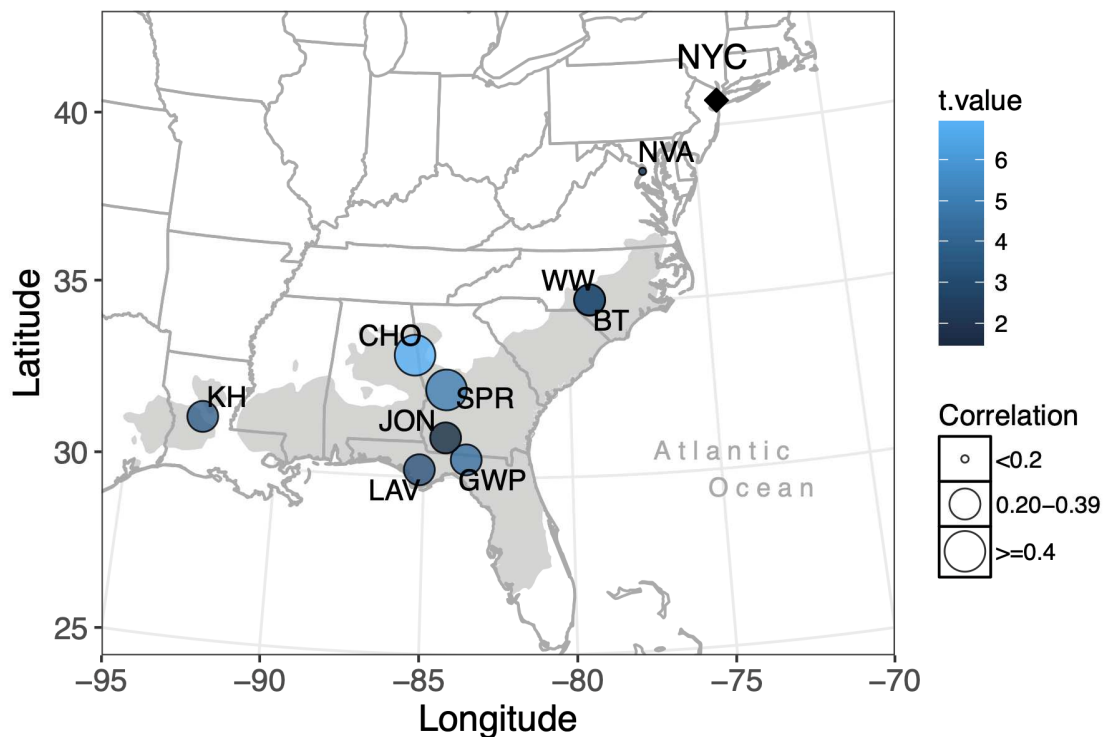 NYC
NVA
WW
BT
CHO
SPR
KH
JON
GWP
LAV
Atlantic
Ocean
40
35
30
25
Latitude
−95
−90
−85
−80
−75
−70
Longitude
t.value
6
5
4
3
2
Correlation
<0.2
0.20−0.39
>=0.4